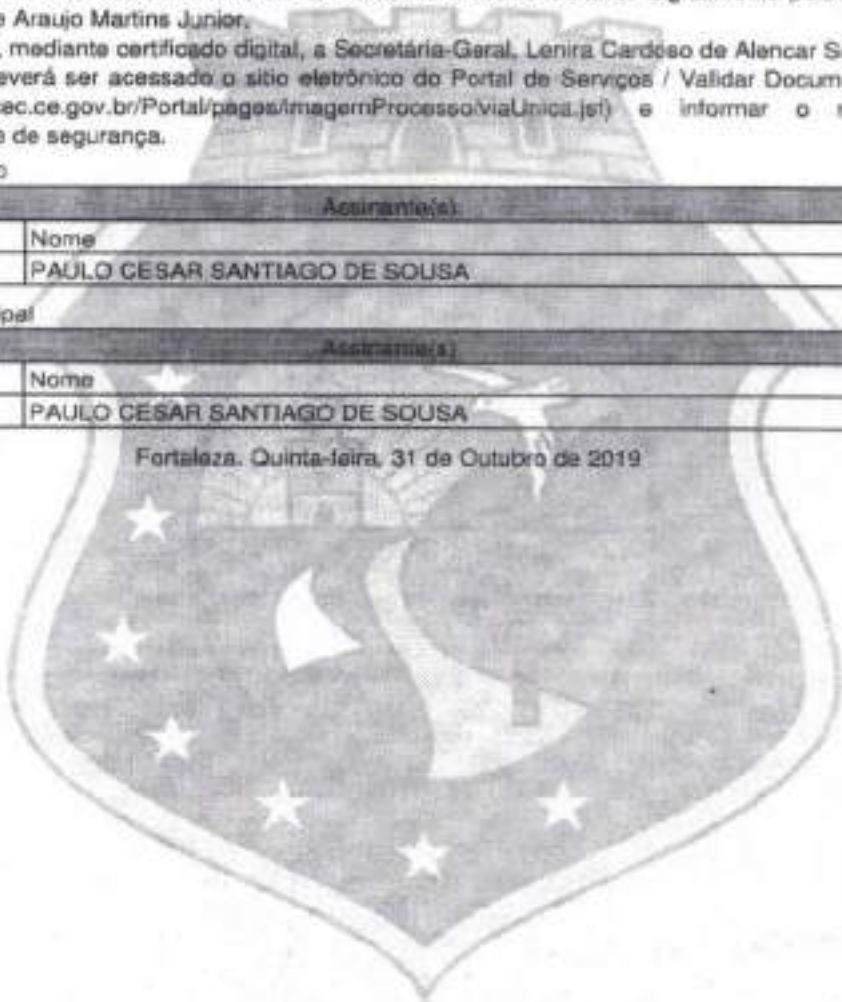 e Araujo Martins Junior.
, mediante certificado digital, a Secretária-Geral, Lenira Cardoso de Alencar S
everá ser acessado o sitio eletrônico do Portal de Serviços / Validar Docum
ec.ce.gov.br/Portal/pages/imagemProcesso/viaUnica.jsf) e informar o
e de segurança.
o
Assinante(s)
Nome
PAULO CESAR SANTIAGO DE SOUSA
ipal
Assinante(s)
Nome
PAULO CESAR SANTIAGO DE SOUSA
Fortaleza. Quinta-feira, 31 de Outubro de 2019